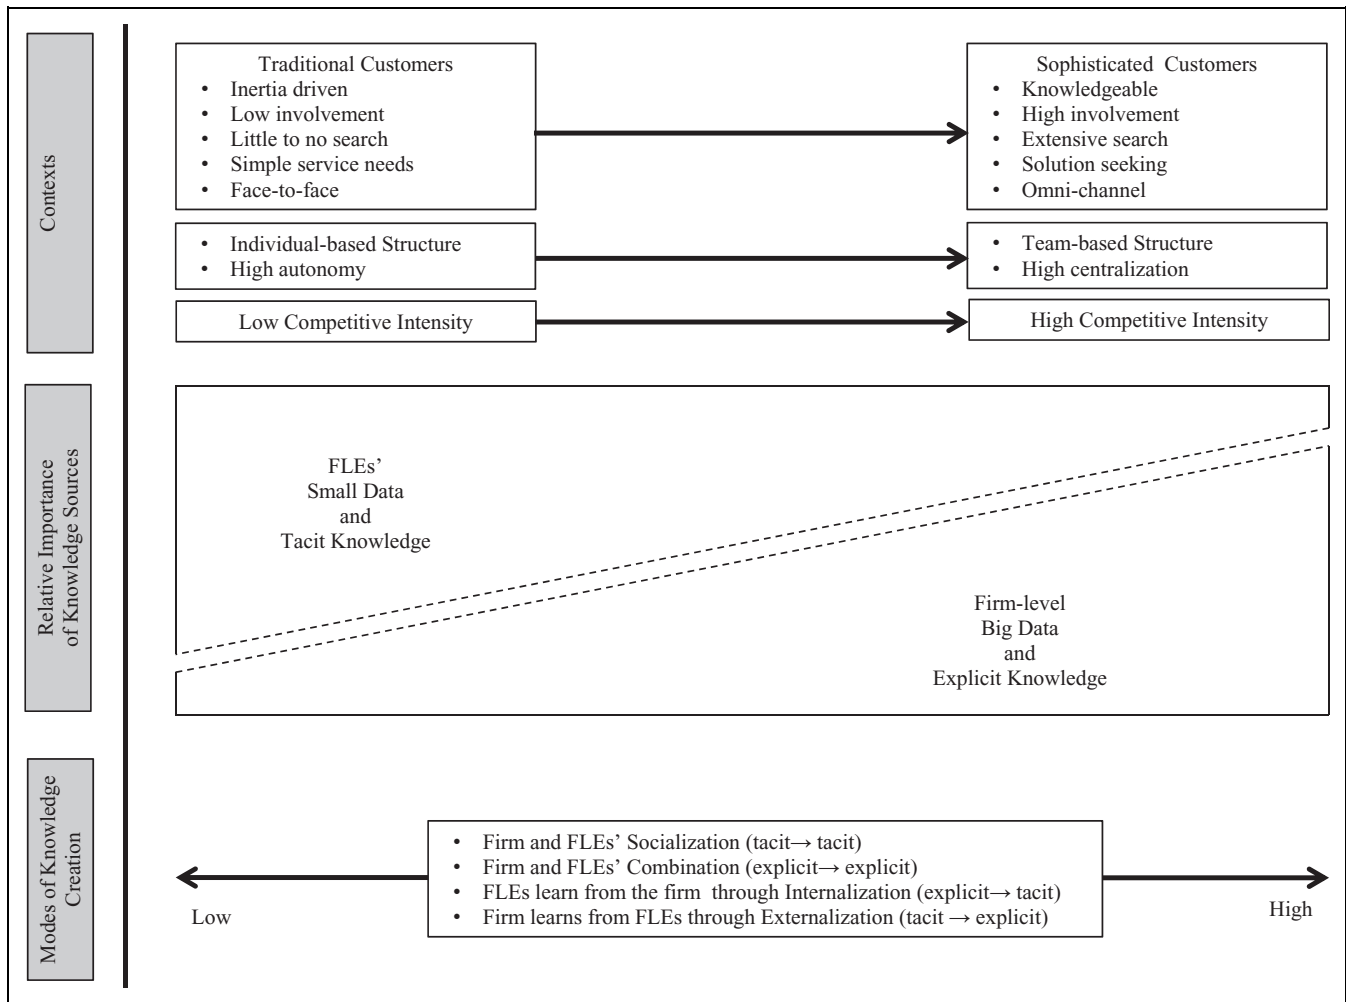 Contexts
Traditional Customers
• Inertia driven
• Low involvement
• Little to no search
• Simple service needs
• Face-to-face
Sophisticated Customers
• Knowledgeable
• High involvement
• Extensive search
• Solution seeking
• Omni-channel
• Individual-based Structure
• High autonomy
• Team-based Structure
• High centralization
Low Competitive Intensity
High Competitive Intensity
Relative Importance
of Knowledge Sources
FLEs’
Small Data
and
Tacit Knowledge
Firm-level
Big Data
and
Explicit Knowledge
Modes of Knowledge
Creation
• Firm and FLEs’ Socialization (tacit→ tacit)
• Firm and FLEs’ Combination (explicit→ explicit)
• FLEs learn from the firm through Internalization (explicit→ tacit)
• Firm learns from FLEs through Externalization (tacit → explicit)
Low
High